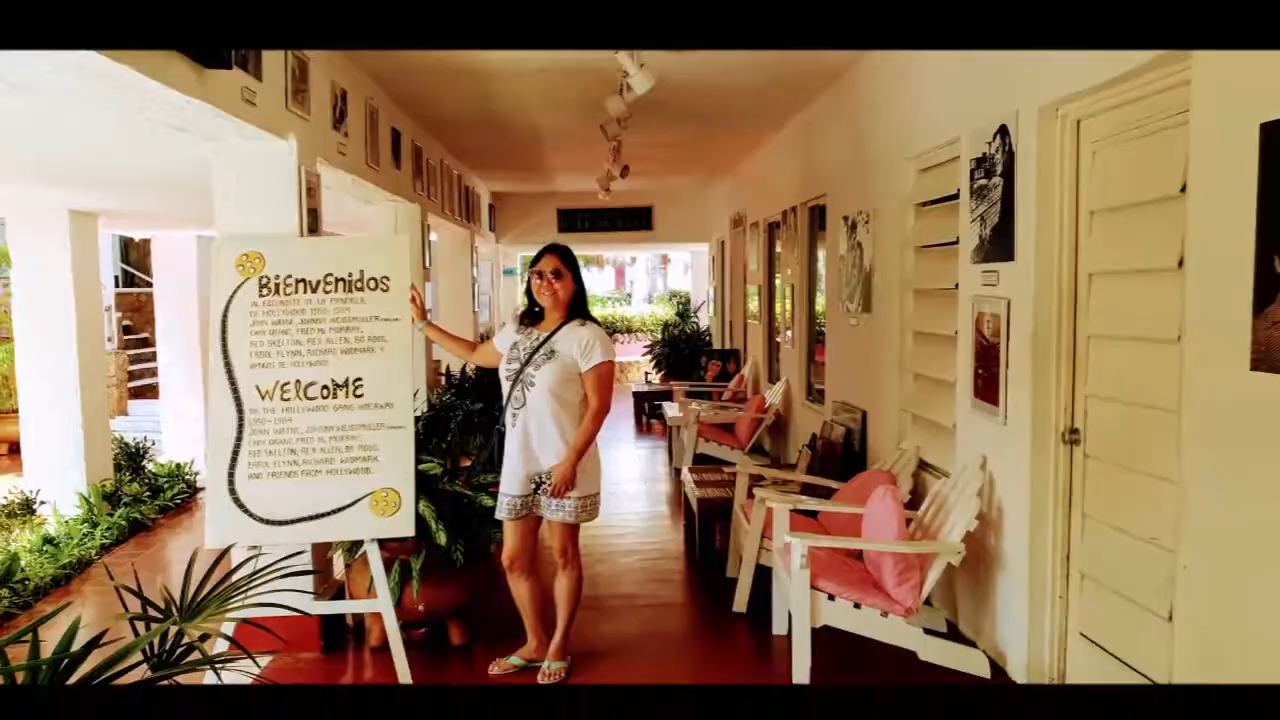 BiEnvEnidos
AL ESCONDITE DE LA PANDILLA
DE HOLLYWOOD 1950-1984
JOHN WAYNE, JOHNNY WEISSMULLER
CARY GRANT, FRED Mc MURRAY,
RED SKELTON, REX ALLEN, BO ROOS,
ERROL FLYNN, RICHARD WIDMARK Y
AMIGOS DE HOLLYWOOD
WELCOME
TO THE HOLLYWOOD GANG HIDEAWAY
1950-1984
JOHN WAYNE, JOHNNY WEISSMULLER
CARY GRANT, FRED Mc MURRAY,
RED SKELTON, REX ALLEN, BO ROOS,
ERROL FLYNN, RICHARD WIDMARK,
AND FRIENDS FROM HOLLYWOOD.